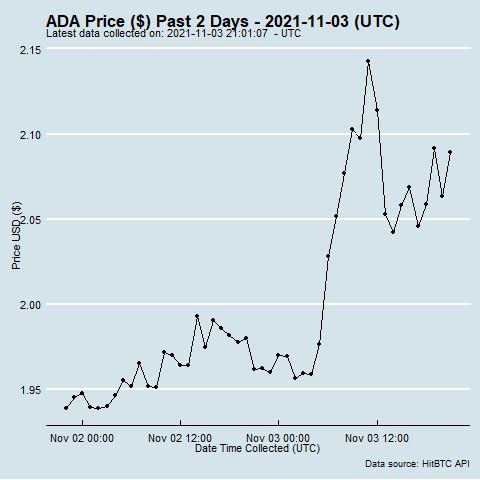 ADA Price ($) Past 2 Days - 2021-11-03 (UTC)
Latest data collected on: 2021-11-03 21:01:07  - UTC
2.15
2.10
2.05
2.00
1.95
Price USD ($)
Nov 02 00:00 Nov 02 12:00 Nov 03 00:00 Nov 03 12:00
Date Time Collected (UTC)
Data source: HitBTC API